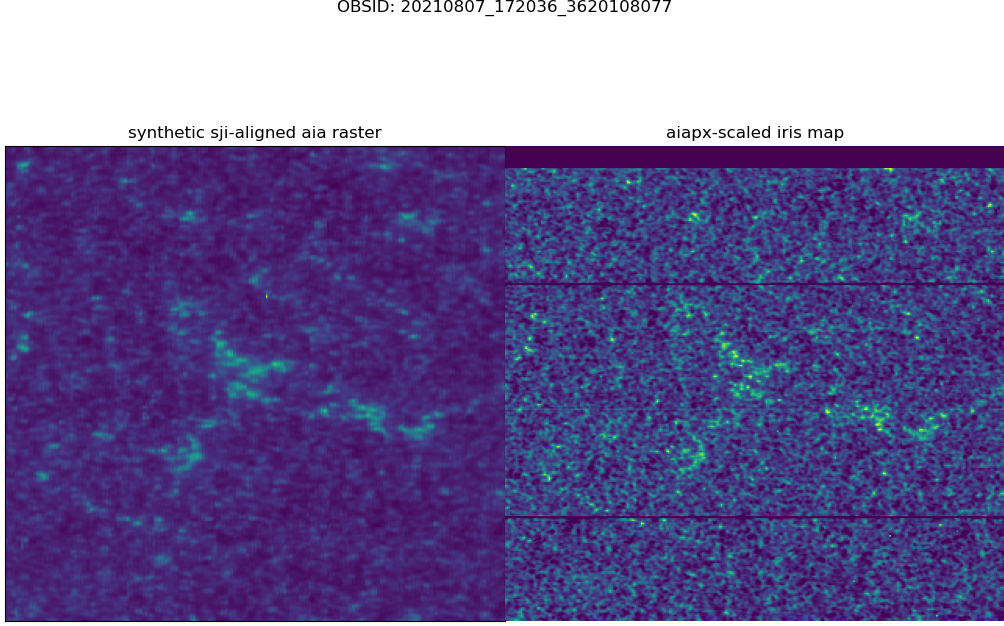 OBSID: 20210807_172036_3620108077
synthetic sji-aligned aia raster
aiapx-scaled iris map